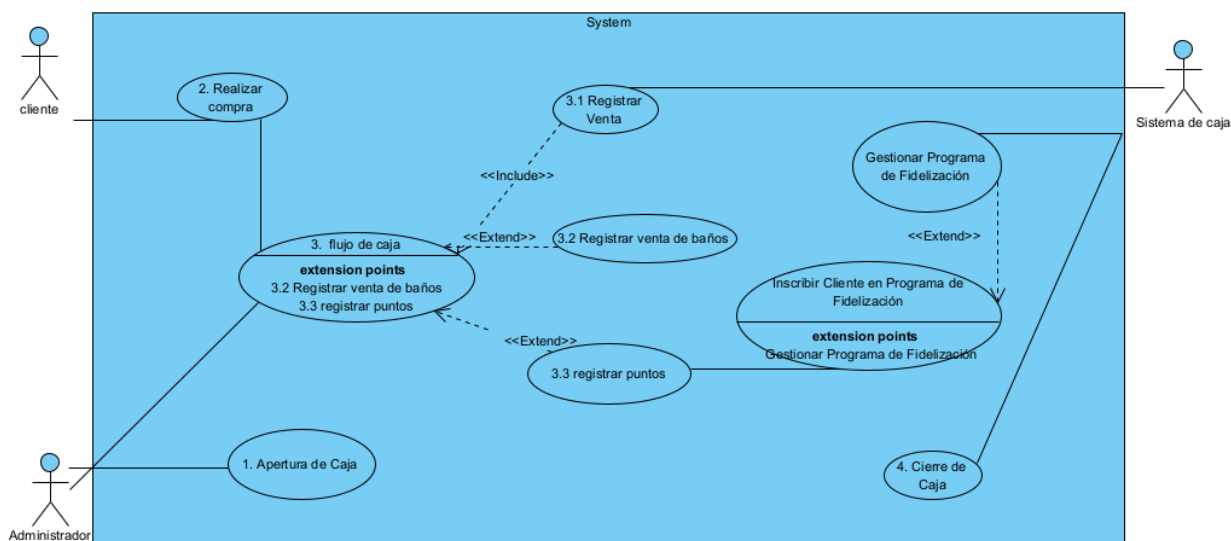 System
cliente
2. Realizar
compra
3.1 Registrar
Venta
Sistema de caja
Gestionar Programa
de Fidelización
<<Include>>
<<Extend>>
3.2 Registrar venta de baños
<<Extend>>
3. flujo de caja
extension points
3.2 Registrar venta de baños
3.3 registrar puntos
Inscribir Cliente en Programa de
Fidelización
extension points
Gestionar Programa de Fidelización
<<Extend>>
3.3 registrar puntos
1. Apertura de Caja
4. Cierre de
Caja
Administrador